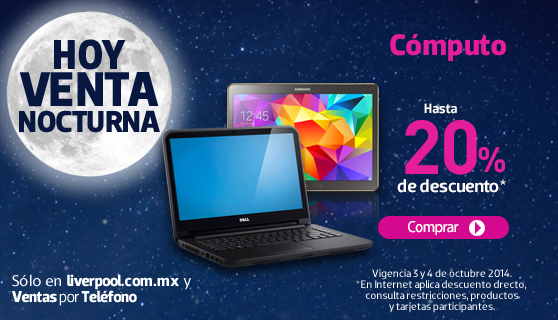 HOY
VENTA
NOCTURNA
Cómputo
SAMSUNG
12:45
DELL
Hasta
20%
de descuento*
Comprar
Sólo en liverpool.com.mx y
Ventas por Teléfono
Vigencia 3 y 4 de octubre 2014.
*En Internet aplica descuento directo,
consulta restricciones, productos
y tarjetas participantes.